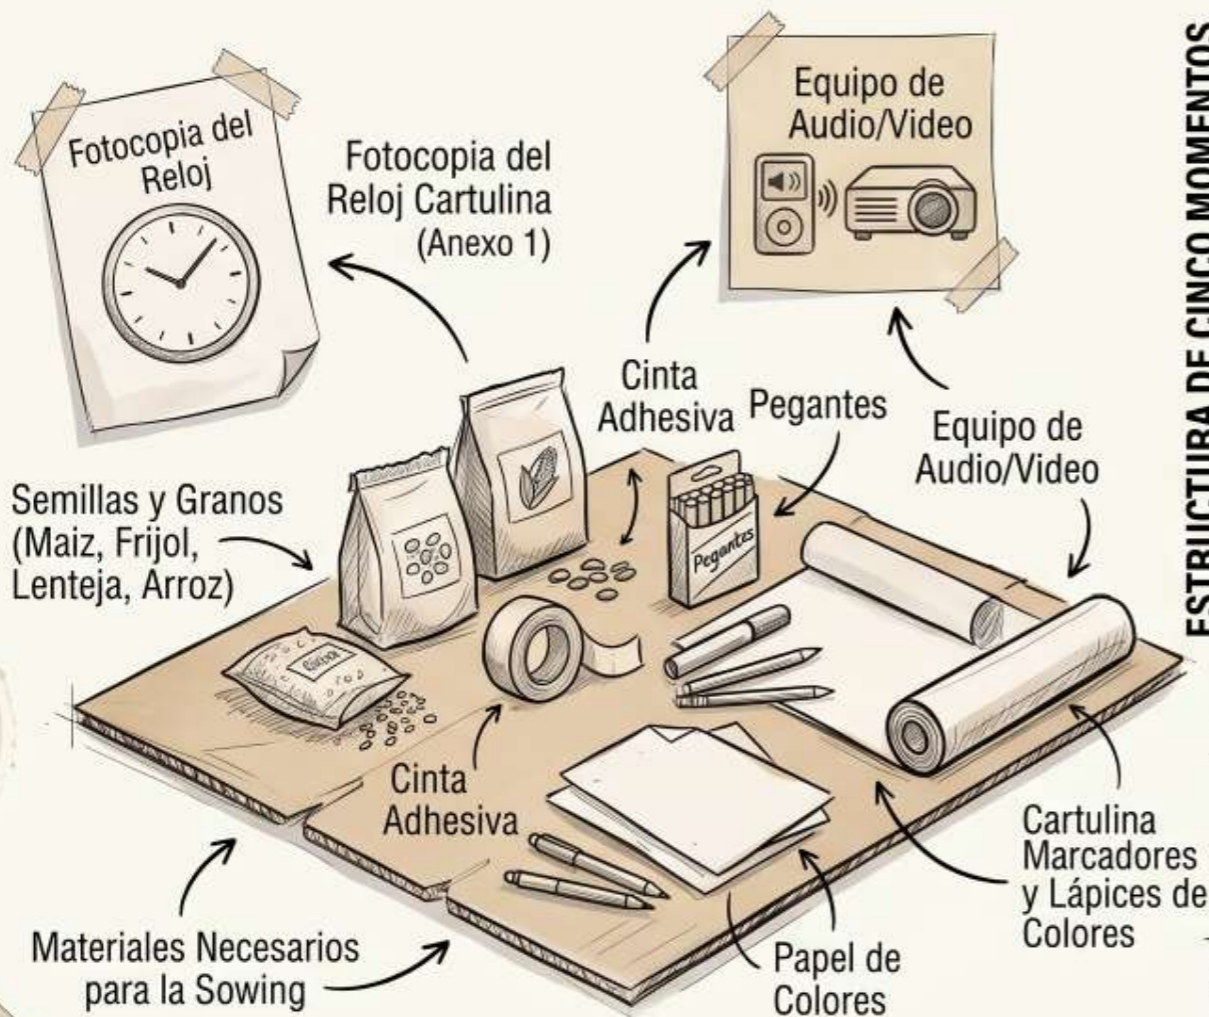 Fotocopia del
Reloj
Fotocopia del
Reloj Cartulina
(Anexo 1)
Equipo de
Audio/Video
ESTRUCTURA DE CINCO MOMENTOS
Cinta
Adhesiva
Pegantes
Equipo de
Audio/Video
Semillas y Granos
(Maiz, Frijol,
Lenteja, Arroz)
Pegantes
Cinta
Adhesiva
Cartulina
Marcadores
y Lápices de
Colores
Materiales Necesarios
para la Sowing
Papel de
Colores